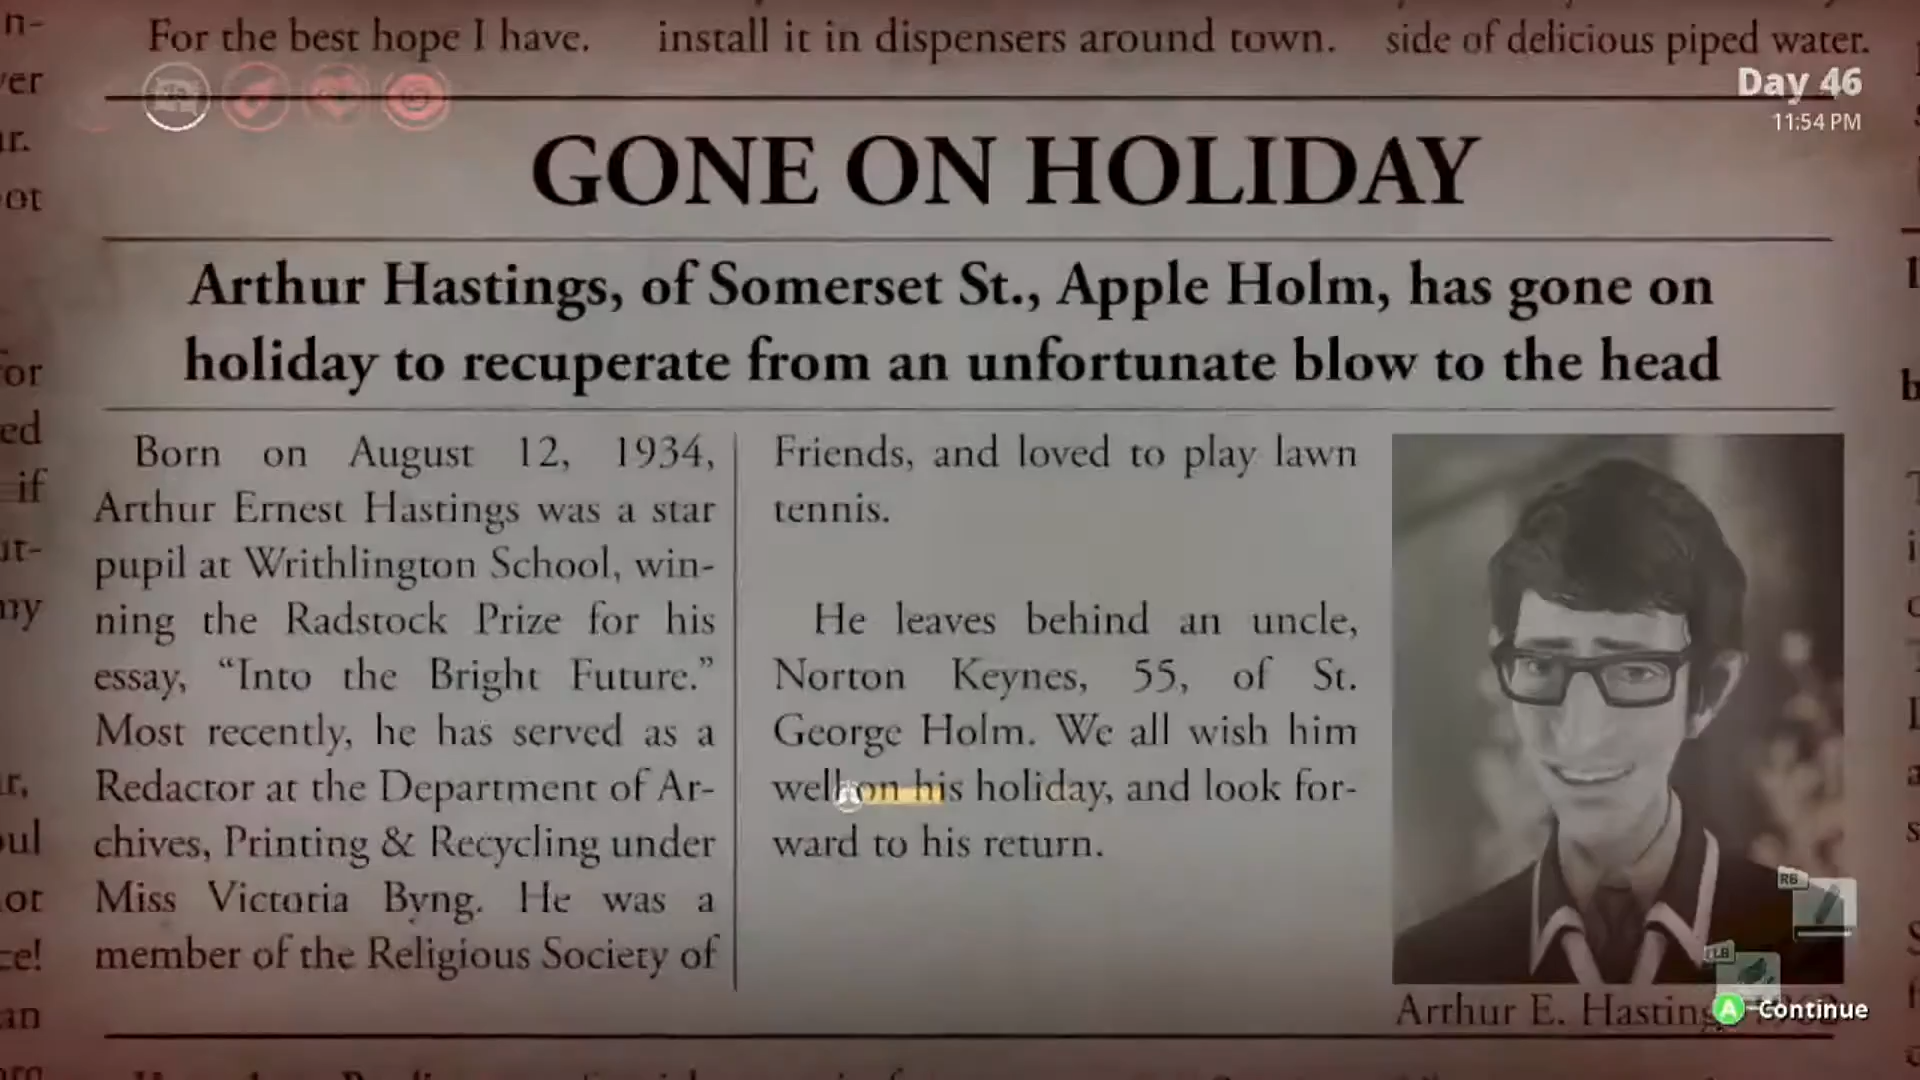 For the best hope I have.
install it in dispensers around town.
side of delicious piped water.
Day 46
11:54 PM
GONE ON HOLIDAY
Arthur Hastings, of Somerset St., Apple Holm, has gone on
holiday to recuperate from an unfortunate blow to the head
Born on August 12, 1934,
Arthur Ernest Hastings was a star
pupil at Writhlington School, win-
ning the Radstock Prize for his
essay, “Into the Bright Future.”
Most recently, he has served as a
Redactor at the Department of Ar-
chives, Printing & Recycling under
Miss Victoria Byng. He was a
member of the Religious Society of
Friends, and loved to play lawn
tennis.
He leaves behind an uncle,
Norton Keynes, 55, of St.
George Holm. We all wish him
well on his holiday, and look for-
ward to his return.
RB
LB
Arthur E. Hasting
A Continue